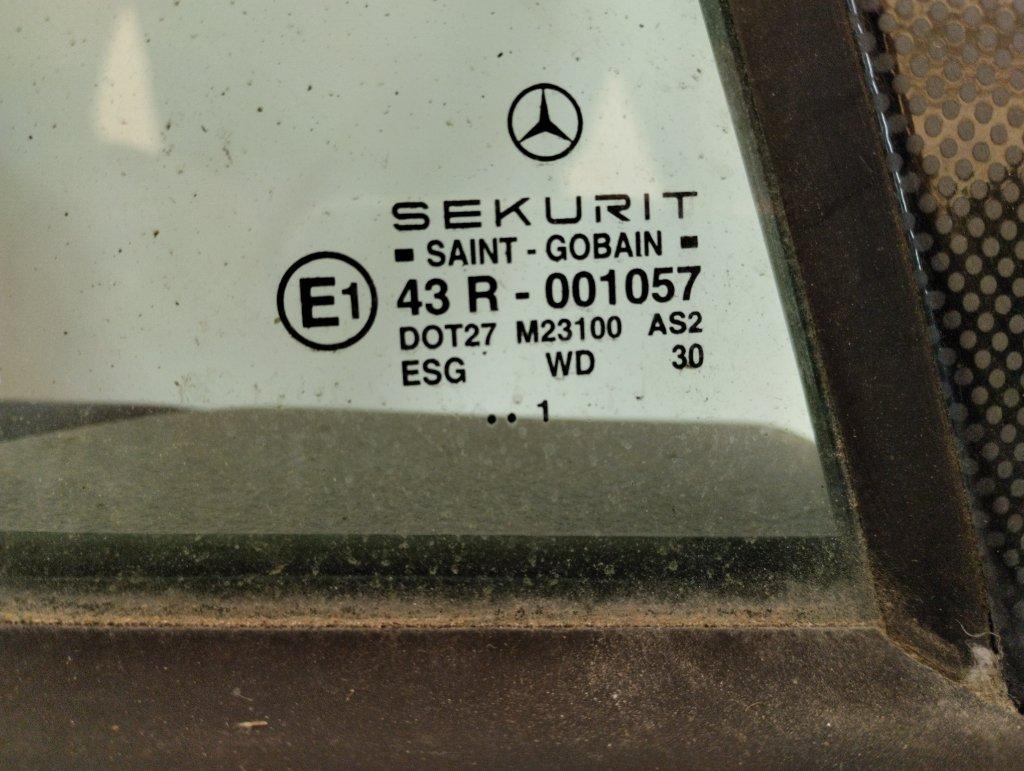 SEKURIT
SAINT - GOBAIN
E1 43 R - 001057
DOT27 M23100 AS2
ESG WD 30
.. 1